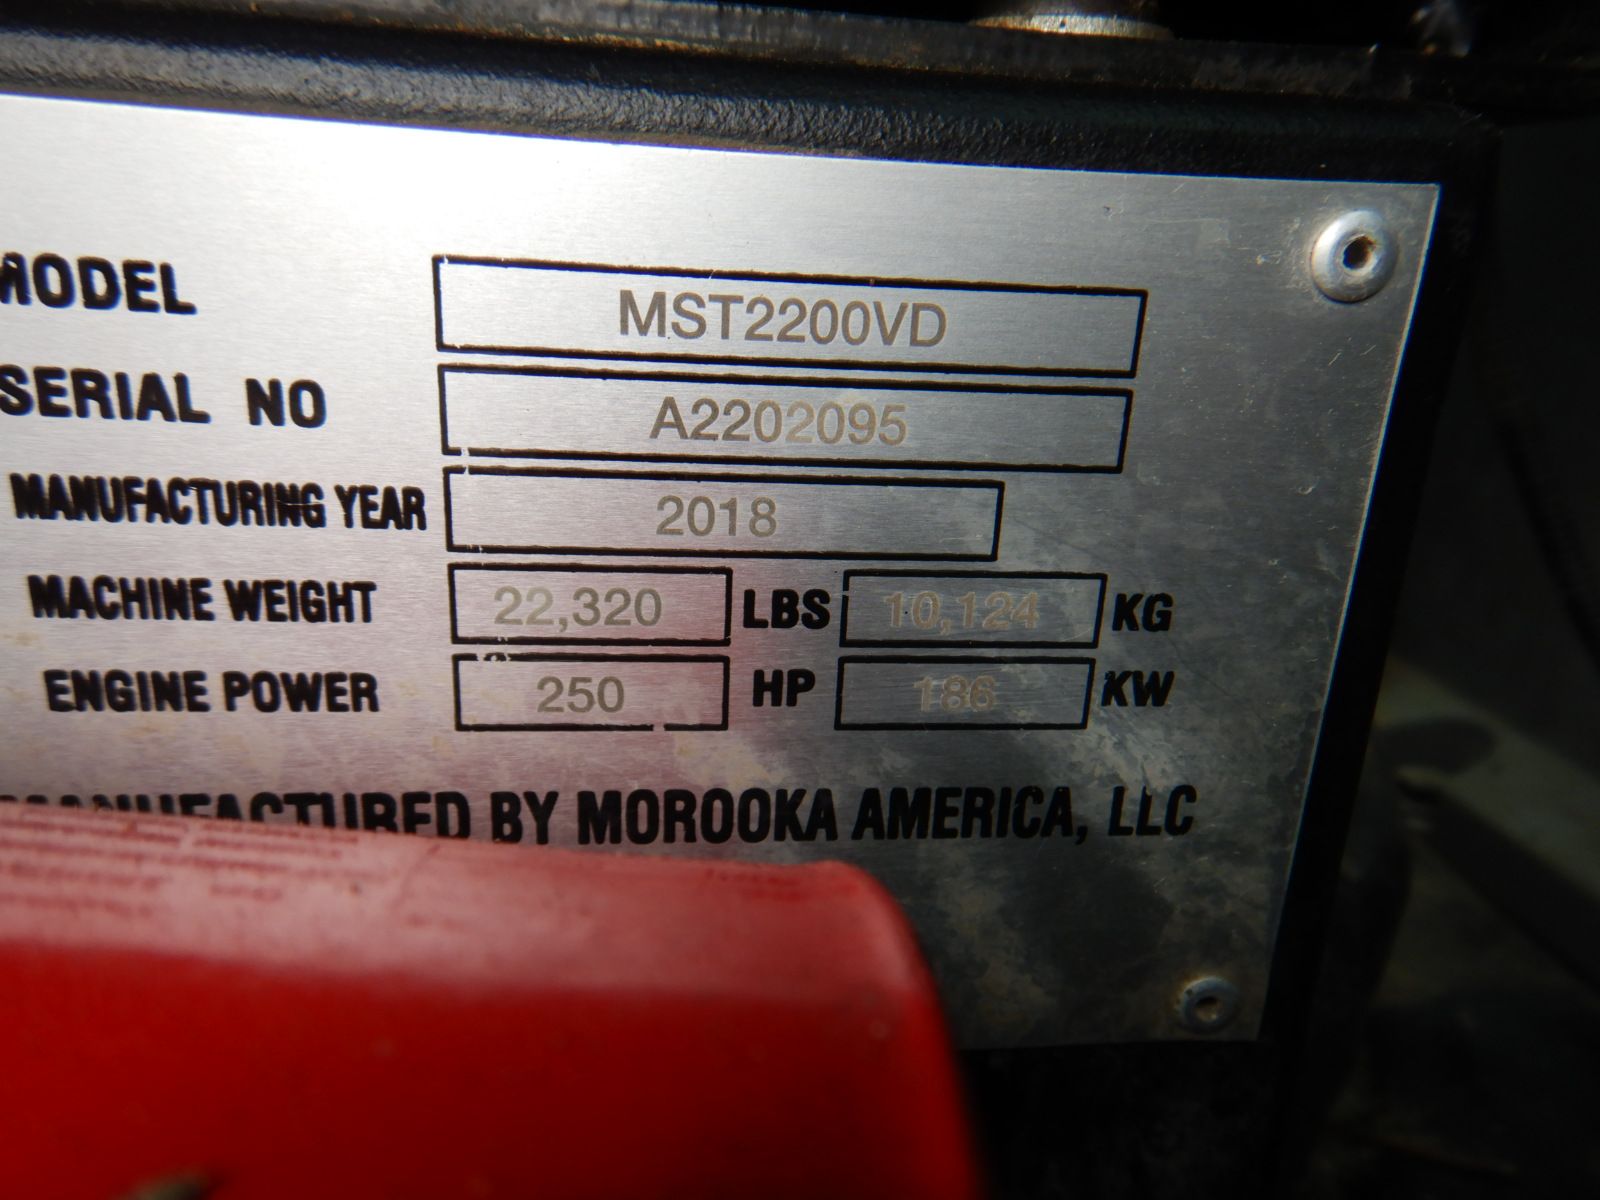 MODEL MST2200VD
SERIAL NO A2202095
MANUFACTURING YEAR 2018
MACHINE WEIGHT 22,320 LBS 10,124 KG
ENGINE POWER 250 HP 186 KW
MANUFACTURED BY MOROOKA AMERICA, LLC